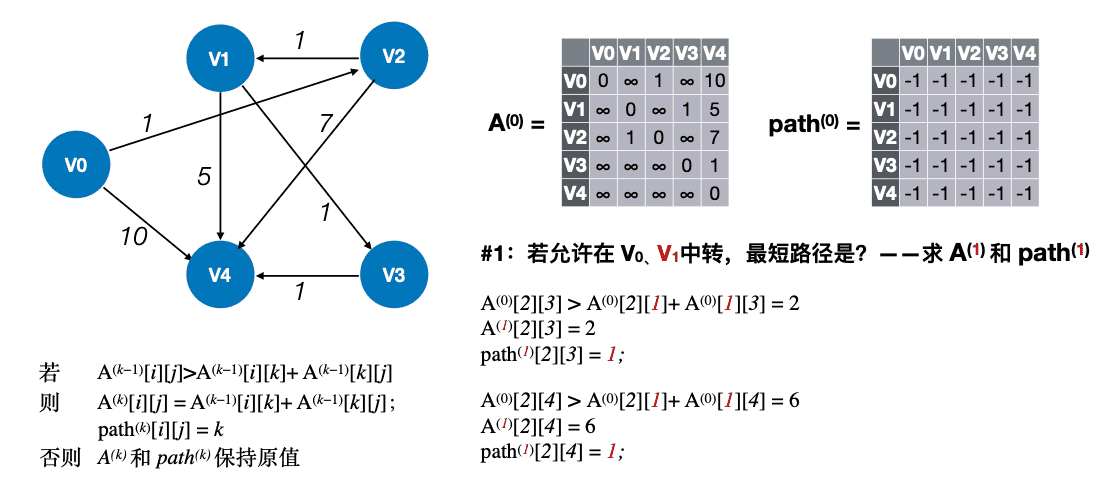 V1
1
V2
1
7
V0
5
1
10
V4
1
V3
A(0) =
V0 V1 V2 V3 V4
V0 0 ∞ 1 ∞ 10
V1 ∞ 0 ∞ 1 5
V2 ∞ 1 0 ∞ 7
V3 ∞ ∞ ∞ 0 1
V4 ∞ ∞ ∞ ∞ 0
path(0) =
V0 V1 V2 V3 V4
V0 -1 -1 -1 -1 -1
V1 -1 -1 -1 -1 -1
V2 -1 -1 -1 -1 -1
V3 -1 -1 -1 -1 -1
V4 -1 -1 -1 -1 -1
#1：若允许在 V0、V1中转，最短路径是？——求 A(1) 和 path(1)
A(0)[2][3] > A(0)[2][1]+ A(0)[1][3] = 2
A(1)[2][3] = 2
path(1)[2][3] = 1;
A(0)[2][4] > A(0)[2][1]+ A(0)[1][4] = 6
A(1)[2][4] = 6
path(1)[2][4] = 1;
若 A(k−1)[i][j]>A(k−1)[i][k]+ A(k−1)[k][j]
则 A(k)[i][j] = A(k−1)[i][k]+ A(k−1)[k][j] ;
path(k)[i][j] = k
否则 A(k) 和 path(k) 保持原值